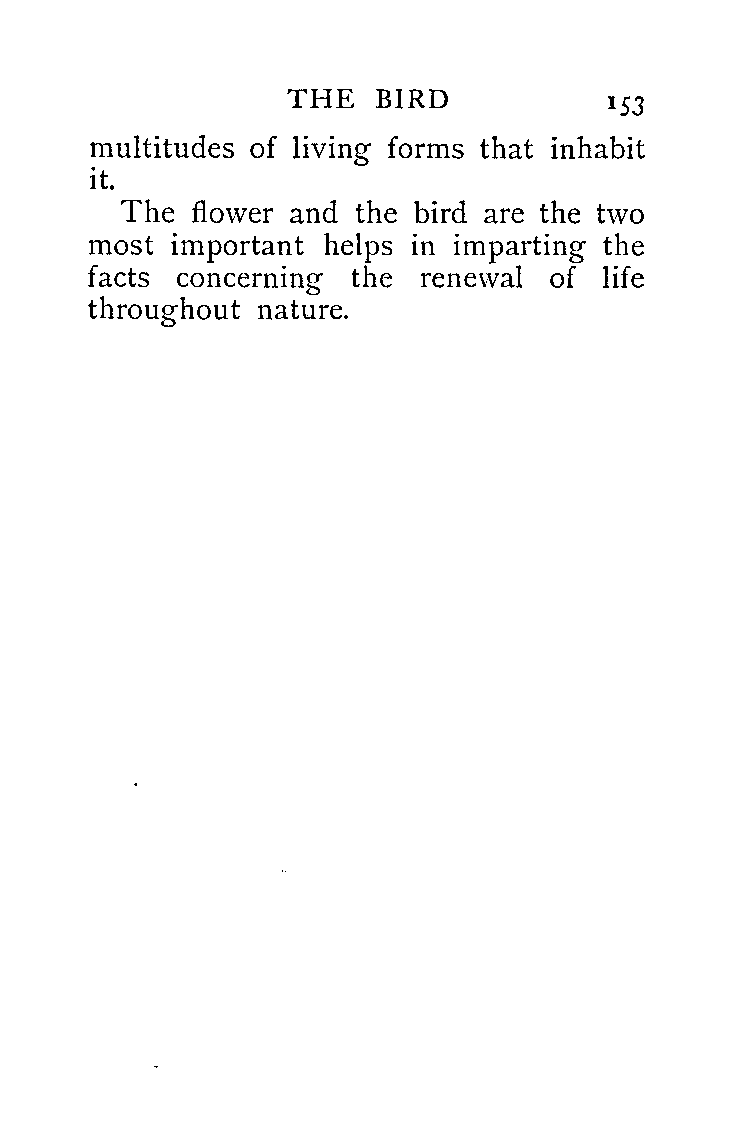 THE BIRD 153
multitudes of living forms that inhabit
it.
The flower and the bird are the two
most important helps in imparting the
facts concerning the renewal of life
throughout nature.